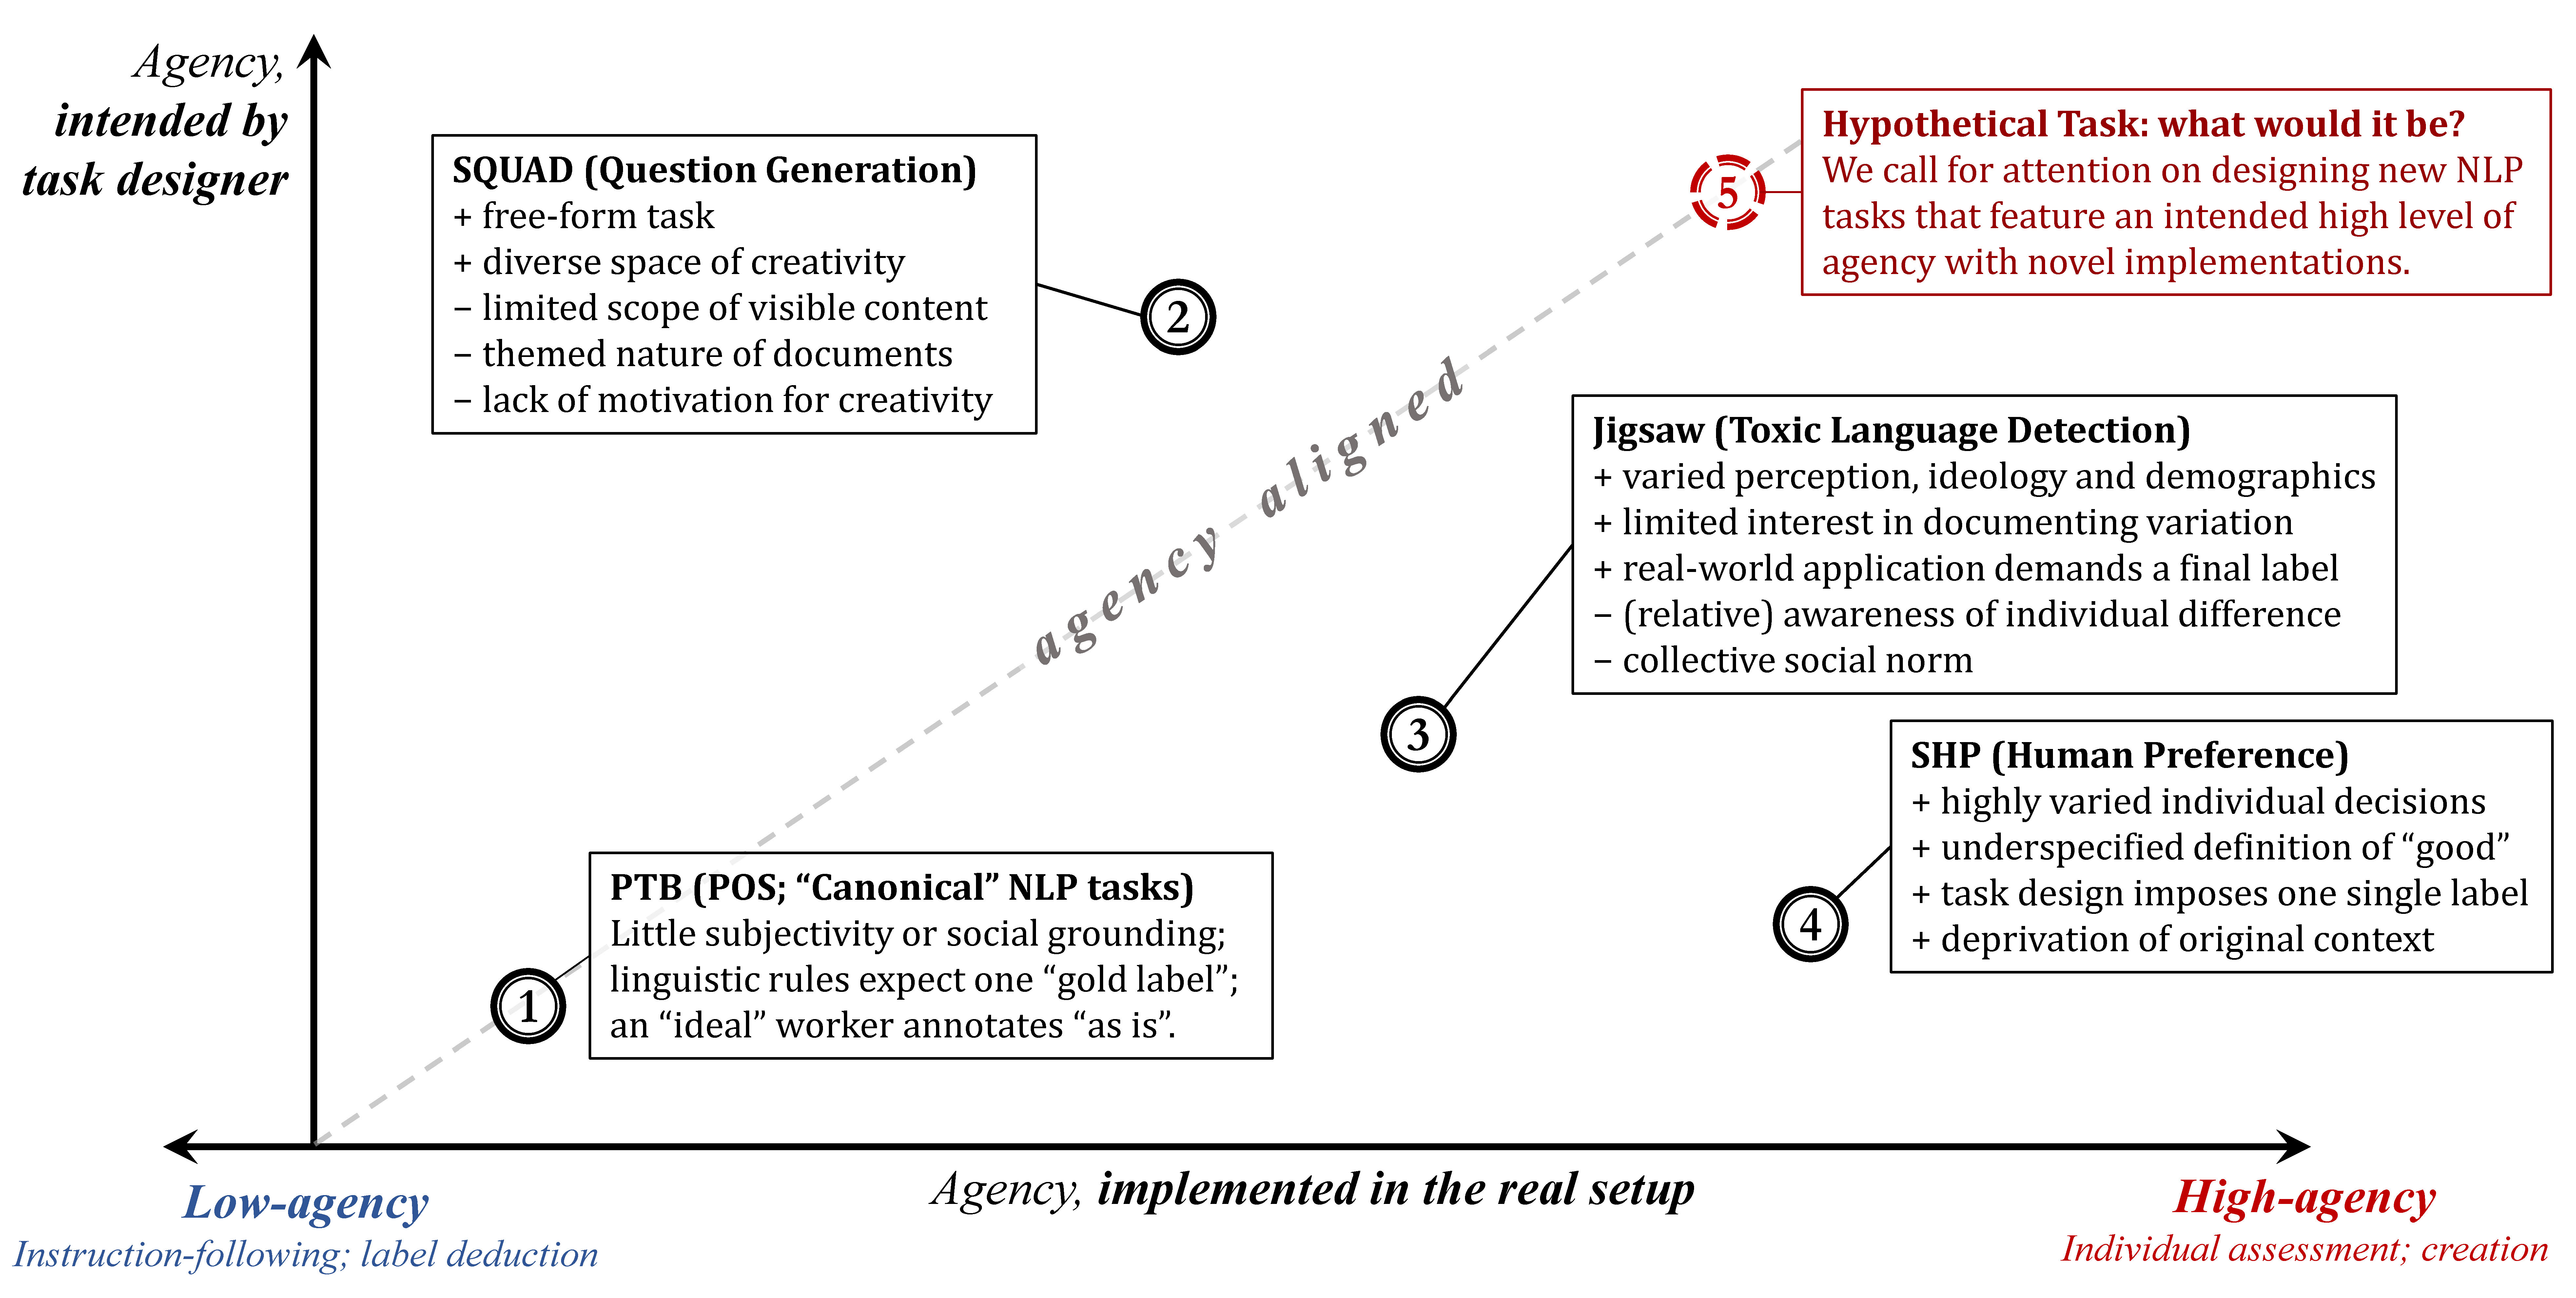 Agency,
intended by
task designer
SQUAD (Question Generation)
+ free-form task
+ diverse space of creativity
− limited scope of visible content
− themed nature of documents
− lack of motivation for creativity
2
5
Hypothetical Task: what would it be?
We call for attention on designing new NLP
tasks that feature an intended high level of
agency with novel implementations.
agency aligned
Jigsaw (Toxic Language Detection)
+ varied perception, ideology and demographics
+ limited interest in documenting variation
+ real-world application demands a final label
− (relative) awareness of individual difference
− collective social norm
3
SHP (Human Preference)
+ highly varied individual decisions
+ underspecified definition of “good”
+ task design imposes one single label
+ deprivation of original context
4
PTB (POS; “Canonical” NLP tasks)
Little subjectivity or social grounding;
linguistic rules expect one “gold label”;
an “ideal” worker annotates “as is”.
1
Low-agency
Instruction-following; label deduction
Agency, implemented in the real setup
High-agency
Individual assessment; creation